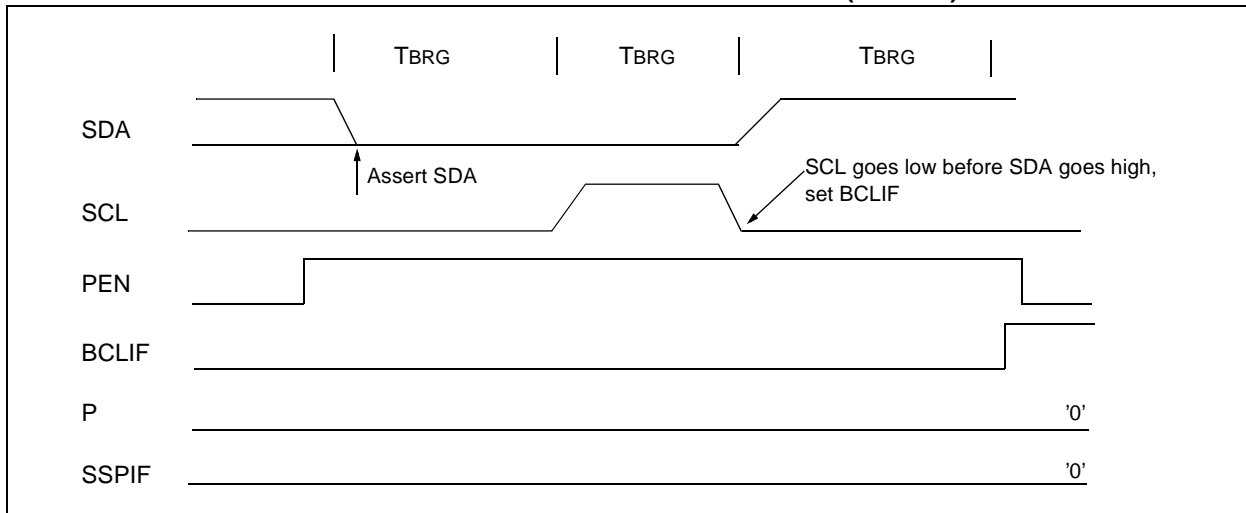 TBRG TBRG TBRG
SDA
Assert SDA
SCL goes low before SDA goes high,
set BCLIF
SCL
PEN
BCLIF
P '0'
SSPIF '0'